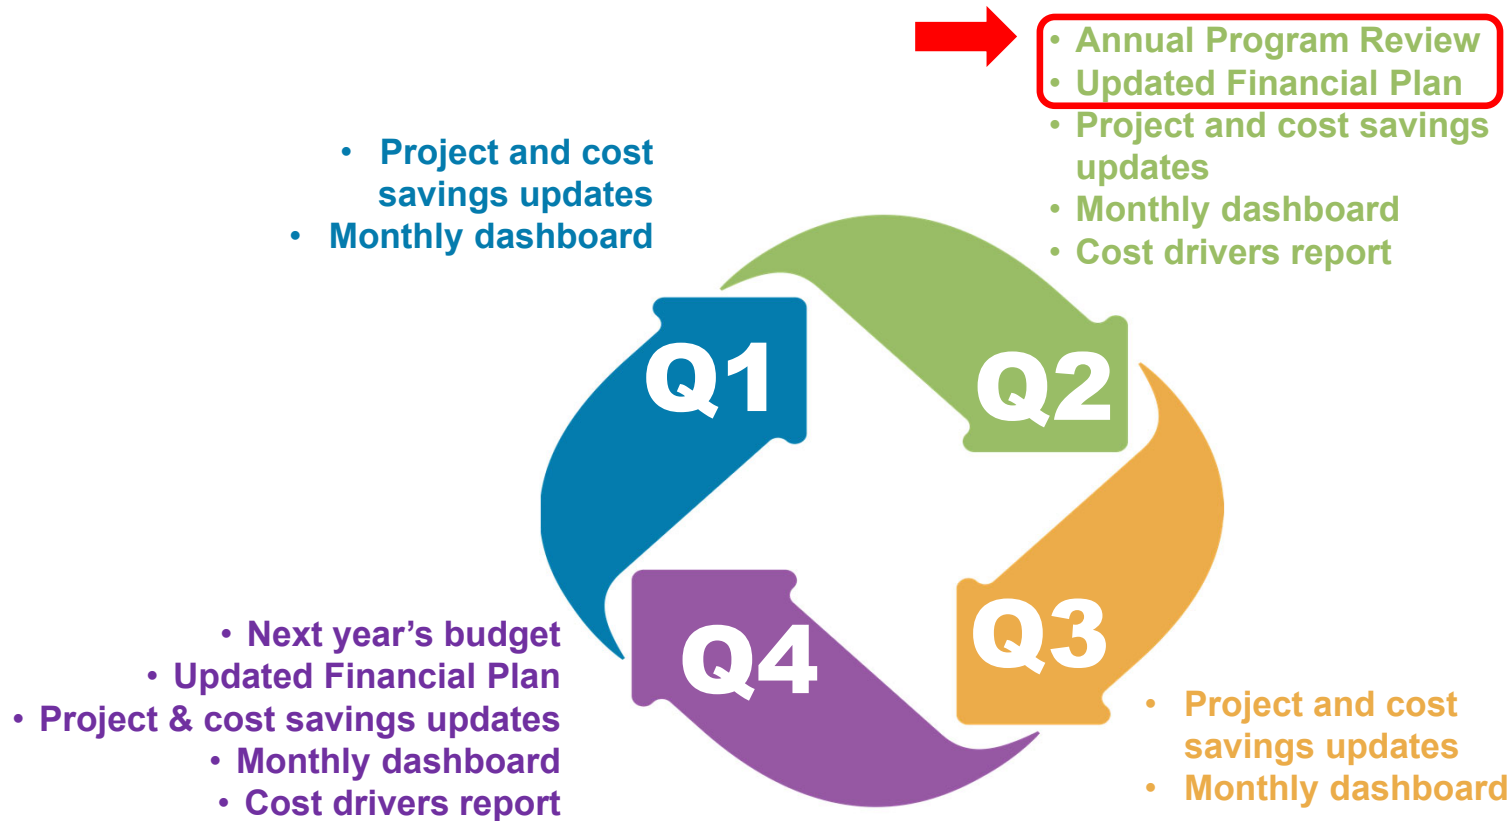 • Annual Program Review
• Updated Financial Plan
• Project and cost savings
updates
• Monthly dashboard
• Cost drivers report
• Project and cost
savings updates
• Monthly dashboard
Q1
Q2
Q3
Q4
• Next year’s budget
• Updated Financial Plan
• Project & cost savings updates
• Monthly dashboard
• Cost drivers report
• Project and cost
savings updates
• Monthly dashboard